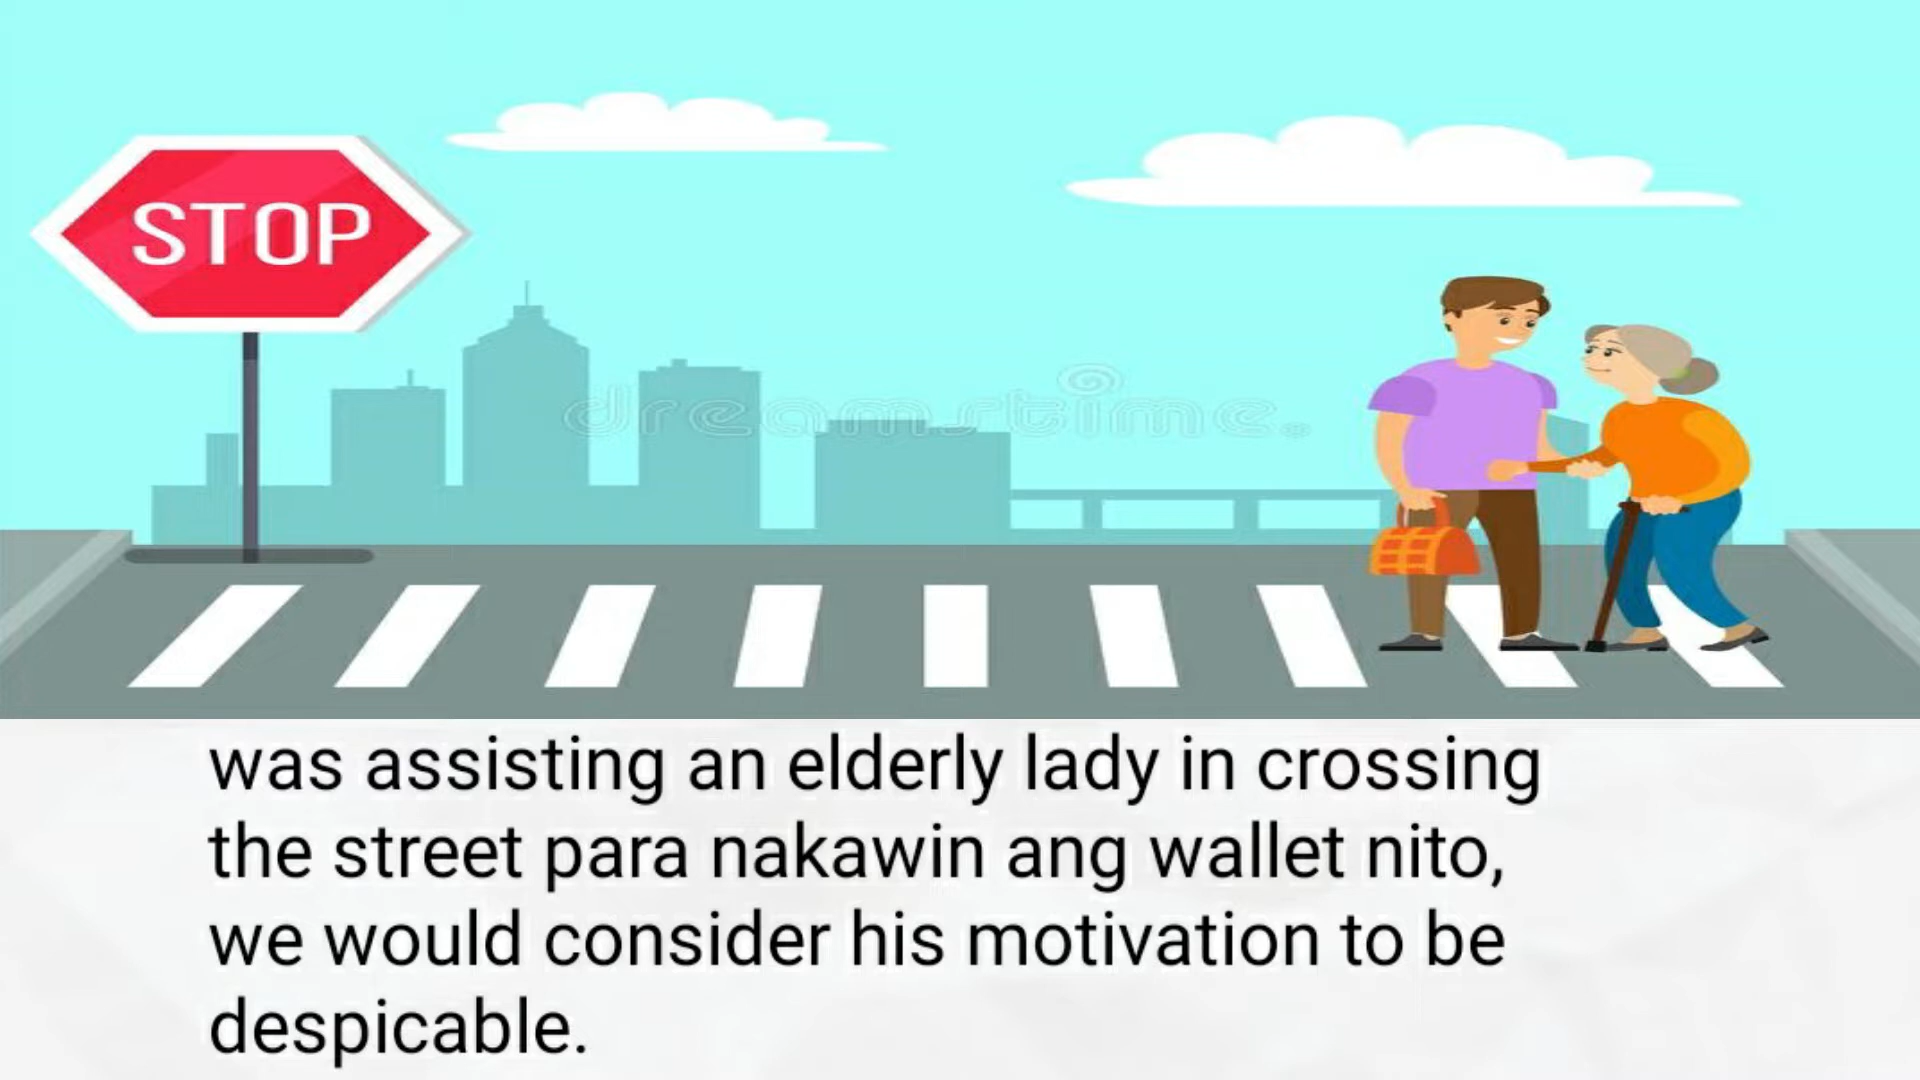 STOP
dreamstime.
was assisting an elderly lady in crossing
the street para nakawin ang wallet nito,
we would consider his motivation to be
despicable.